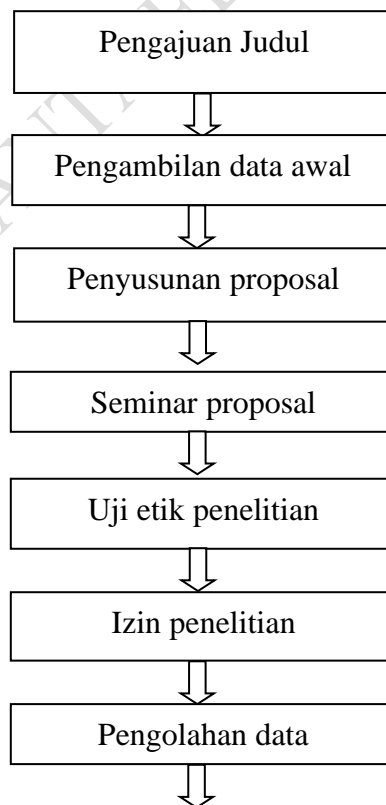 Pengajuan Judul
Pengambilan data awal
Penyusunan proposal
Seminar proposal
Uji etik penelitian
Izin penelitian
Pengolahan data